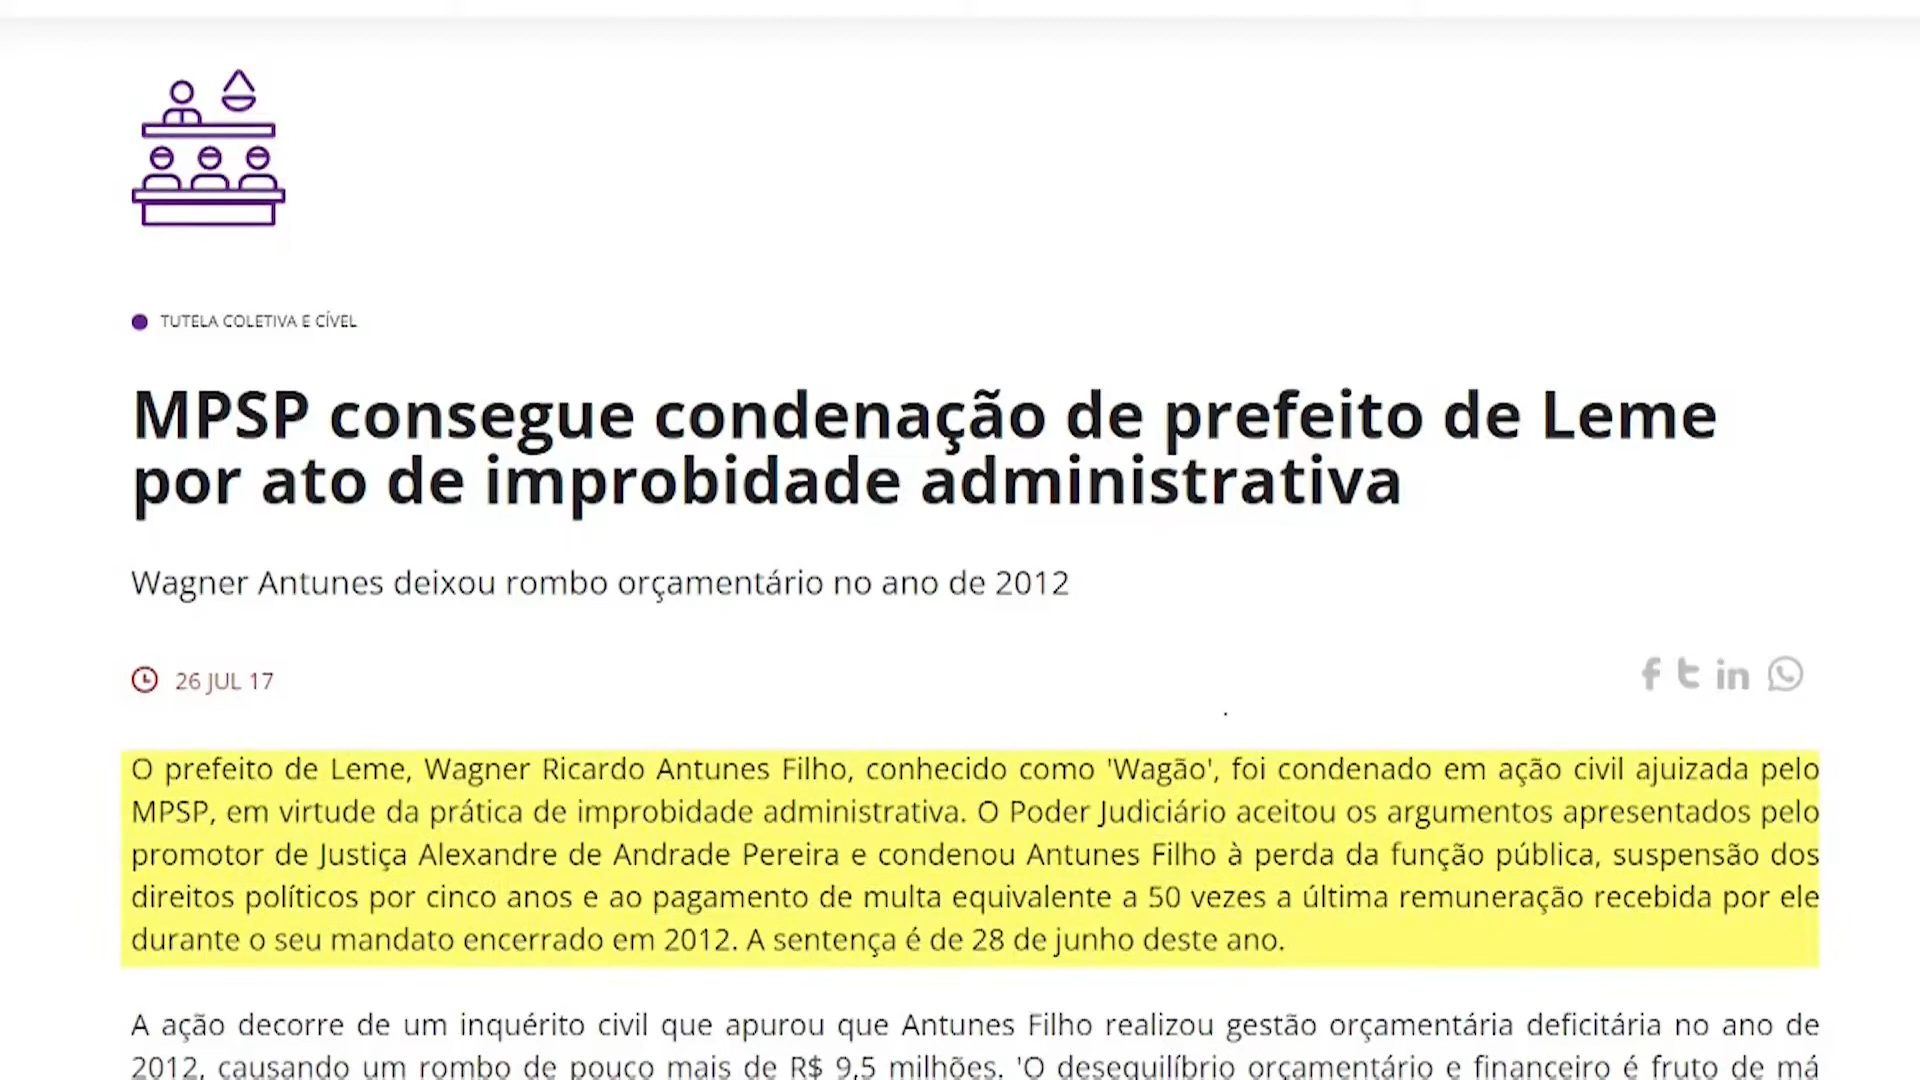 TUTELA COLETIVA E CÍVEL
MPSP consegue condenação de prefeito de Leme
por ato de improbidade administrativa
Wagner Antunes deixou rombo orçamentário no ano de 2012
26 JUL 17
O prefeito de Leme, Wagner Ricardo Antunes Filho, conhecido como 'Wagão', foi condenado em ação civil ajuizada pelo
MPSP, em virtude da prática de improbidade administrativa. O Poder Judiciário aceitou os argumentos apresentados pelo
promotor de Justiça Alexandre de Andrade Pereira e condenou Antunes Filho à perda da função pública, suspensão dos
direitos políticos por cinco anos e ao pagamento de multa equivalente a 50 vezes a última remuneração recebida por ele
durante o seu mandato encerrado em 2012. A sentença é de 28 de junho deste ano.
A ação decorre de um inquérito civil que apurou que Antunes Filho realizou gestão orçamentária deficitária no ano de
2012, causando um rombo de pouco mais de R$ 9,5 milhões. 'O desequilíbrio orçamentário e financeiro é fruto de má